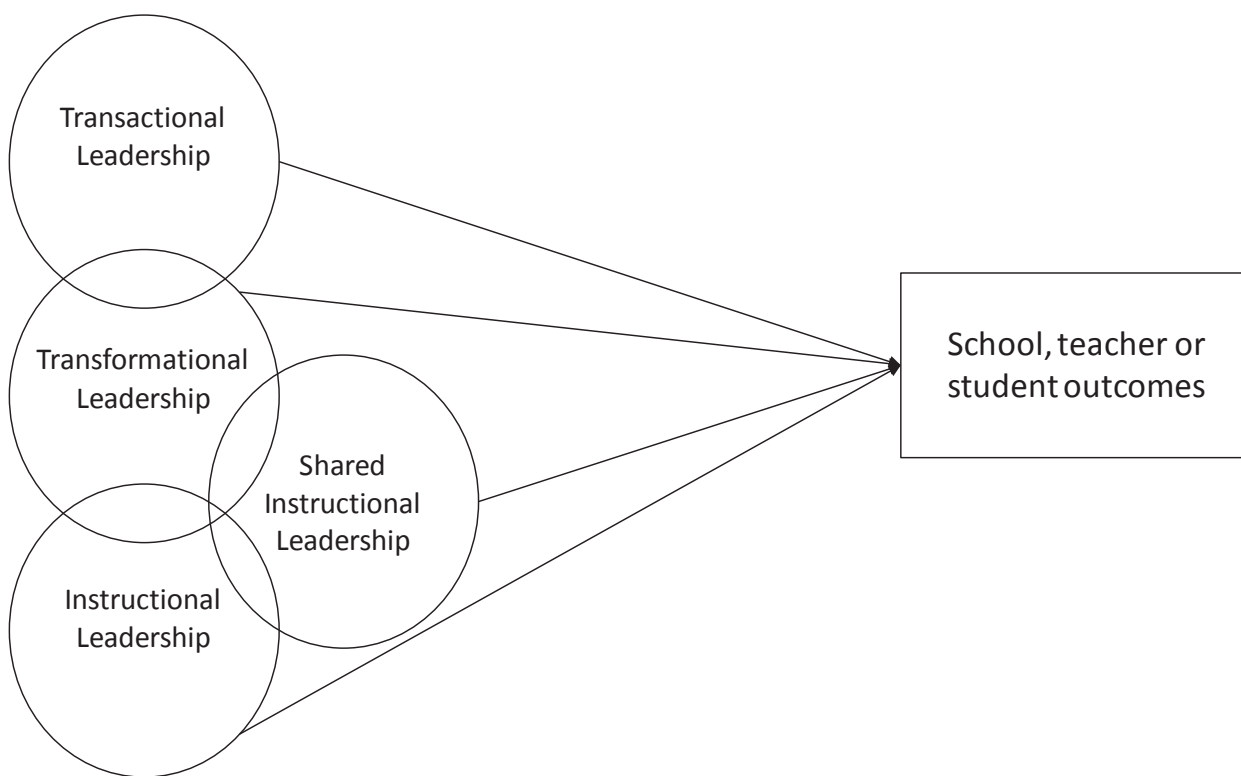 Transactional
Leadership
Transformational
Leadership
Shared
Instructional
Leadership
Instructional
Leadership
School, teacher or
student outcomes